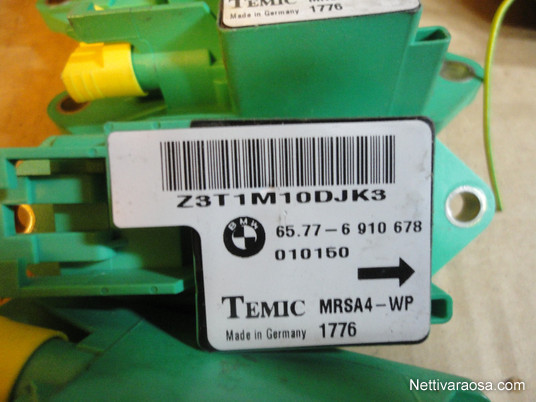 TEMIC
Made in Germany 1776
Z3T1M10DJK3
BMW
65.77-6 910 678
010150
TEMIC MRSA4-WP
Made in Germany 1776
Nettivaraosa.com